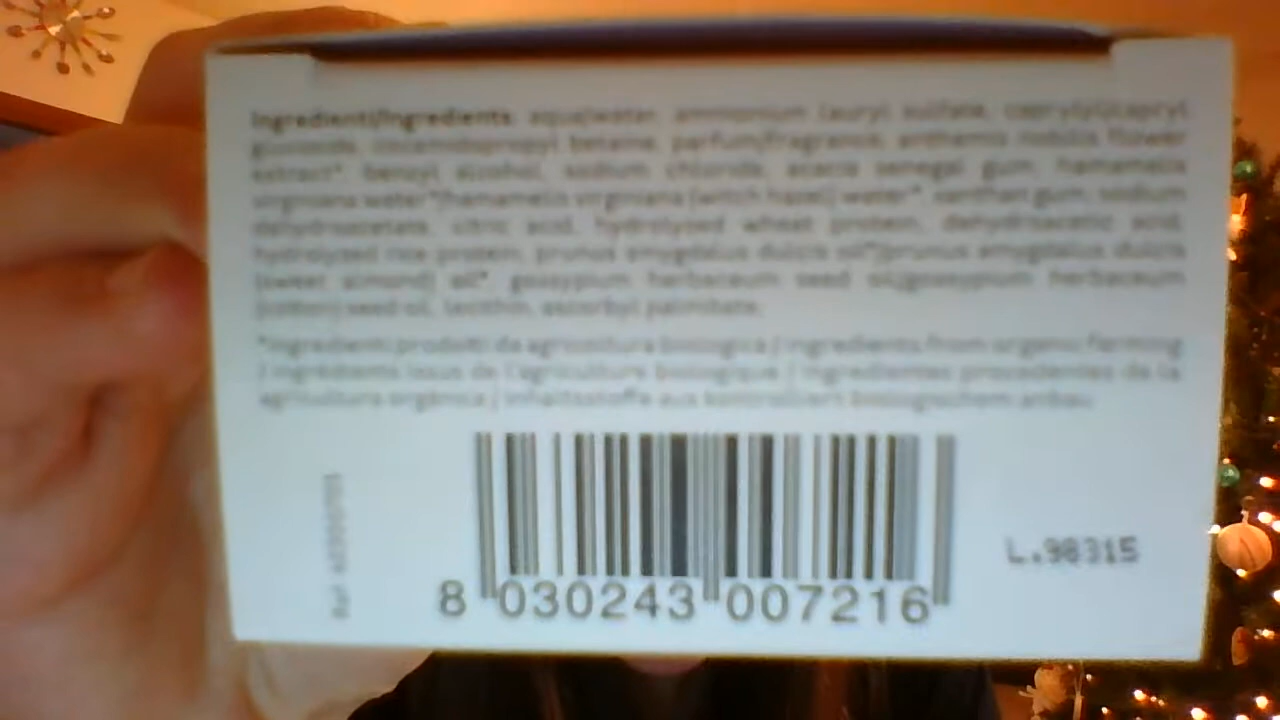 Ingredienti/Ingredients: aqua/water, ammonium lauryl sulfate, caprylyl/capryl
glucoside, cocamidopropyl betaine, parfum/fragrance, anthemis nobilis flower
extract*, benzyl alcohol, sodium chloride, acacia senegal gum, hamamelis
virginiana water*/hamamelis virginiana (witch hazel) water*, xanthan gum, sodium
dehydroacetate, citric acid, hydrolyzed wheat protein, dehydroacetic acid,
hydrolyzed rice protein, prunus amygdalus dulcis oil*/prunus amygdalus dulcis
(sweet almond) oil*, gossypium herbaceum seed oil/gossypium herbaceum
(cotton) seed oil, lecithin, ascorbyl palmitate.
*ingredienti prodotti da agricoltura biologica / ingredients from organic farming
/ ingrédients issus de l'agriculture biologique / ingredientes procedentes de la
agricultura orgánica / inhaltsstoffe aus kontrolliert biologischem anbau
Ref.
L.98315
8 030243 007216